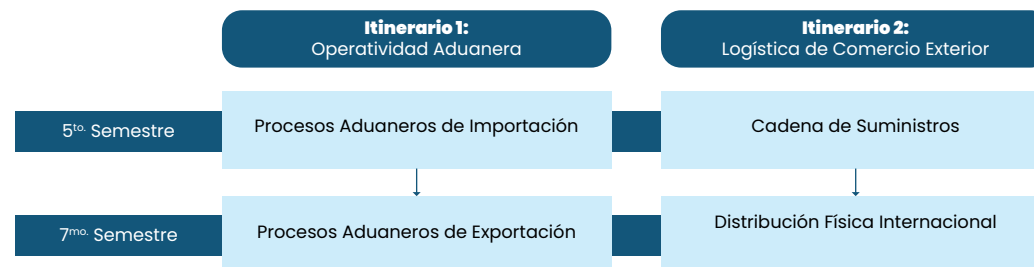 Itinerario 1:
Operatividad Aduanera
Itinerario 2:
Logística de Comercio Exterior
5to. Semestre
Procesos Aduaneros de Importación
Cadena de Suministros
7mo. Semestre
Procesos Aduaneros de Exportación
Distribución Física Internacional